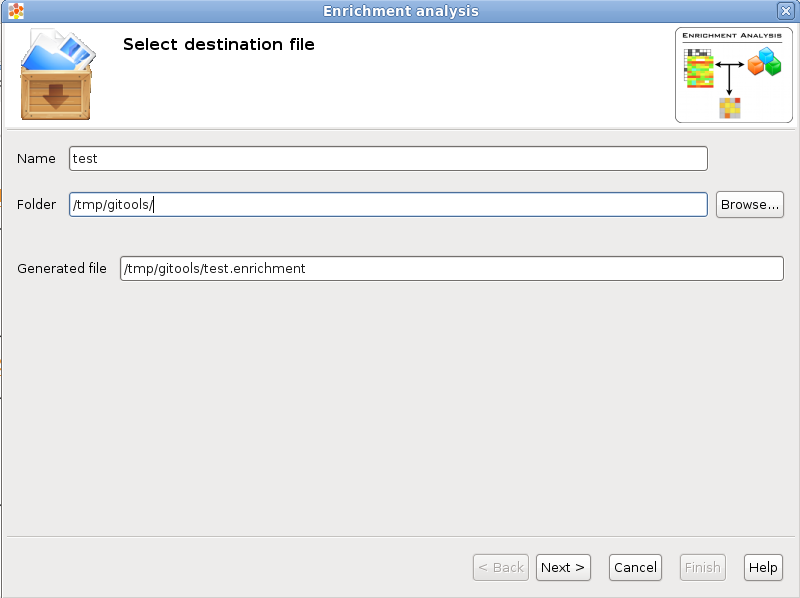 Enrichment analysis
Select destination file
ENRICHMENT ANALYSIS
Name test
Folder /tmp/gitools/ Browse...
Generated file /tmp/gitools/test.enrichment
< Back Next > Cancel Finish Help